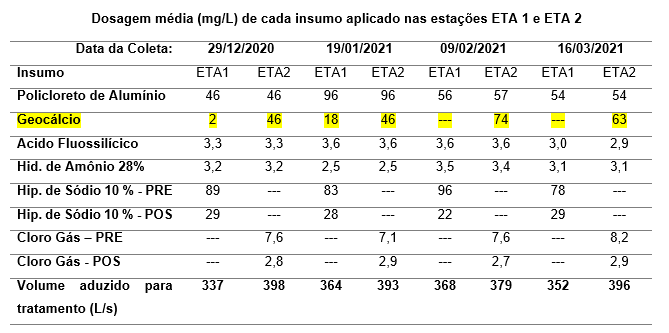 Dosagem média (mg/L) de cada insumo aplicado nas estações ETA 1 e ETA 2
Data da Coleta: 29/12/2020 19/01/2021 09/02/2021 16/03/2021
Insumo ETA1 ETA2 ETA1 ETA2 ETA1 ETA2 ETA1 ETA2
Policloreto de Alumínio 46 46 96 96 56 57 54 54
Geocálcio 2 46 18 46 --- 74 --- 63
Acido Fluossilícico 3,3 3,3 3,6 3,6 3,6 3,6 3,0 2,9
Hid. de Amônio 28% 3,2 3,2 2,5 2,5 3,5 3,4 3,1 3,1
Hip. de Sódio 10 % - PRE 89 --- 83 --- 96 --- 78 ---
Hip. de Sódio 10 % - POS 29 --- 28 --- 22 --- 29 ---
Cloro Gás – PRE --- 7,6 --- 7,1 --- 7,6 --- 8,2
Cloro Gás - POS --- 2,8 --- 2,9 --- 2,7 --- 2,9
Volume aduzido para 337 398 364 393 368 379 352 396
tratamento (L/s)